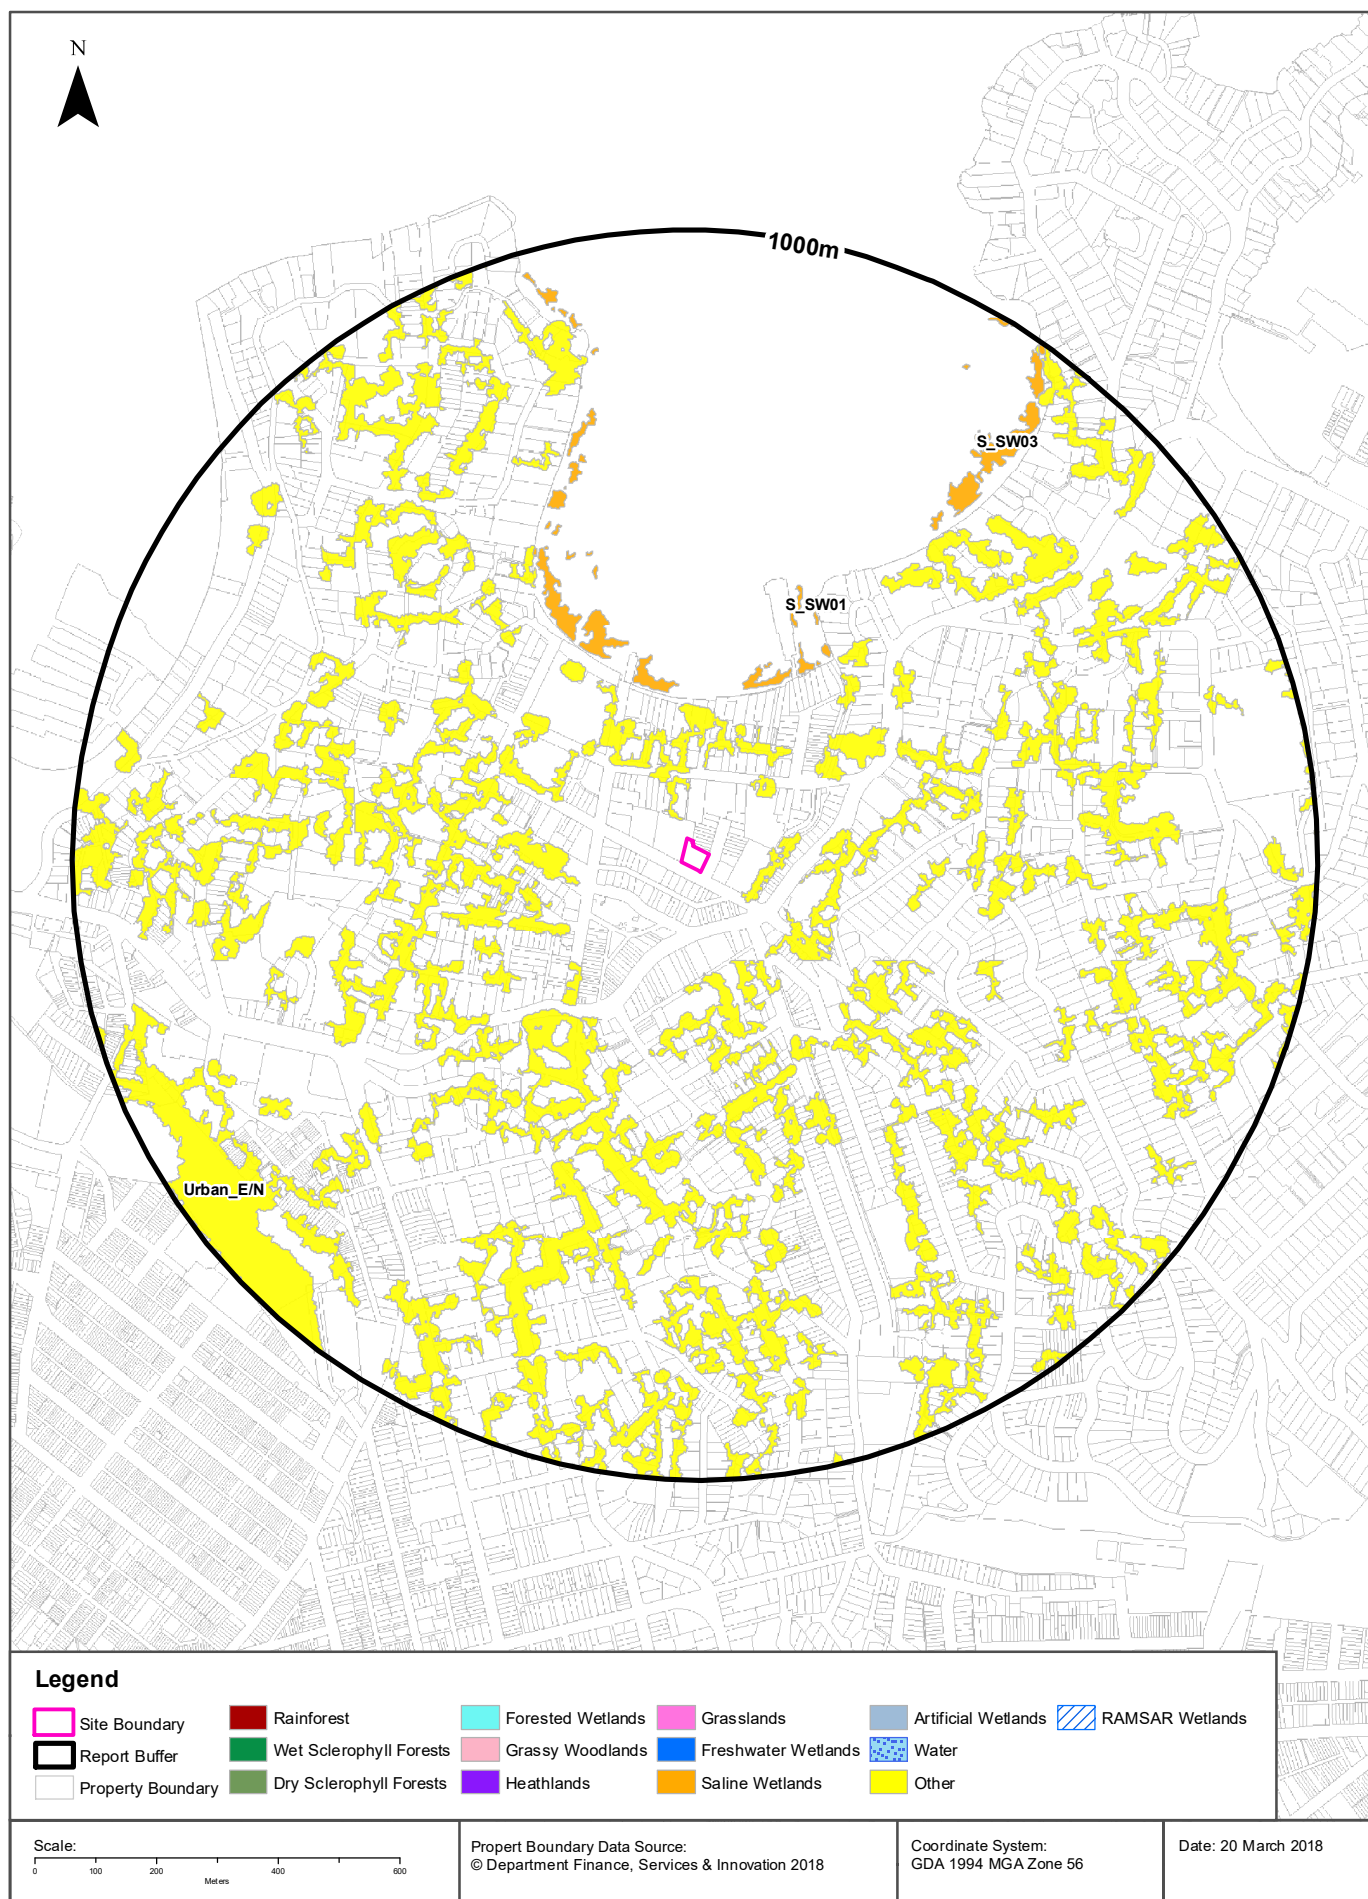 N
1000m
S_SW03
S_SW01
Urban_E/N
Legend
Site Boundary
Report Buffer
Property Boundary
Rainforest
Wet Sclerophyll Forests
Dry Sclerophyll Forests
Forested Wetlands
Grassy Woodlands
Heathlands
Grasslands
Freshwater Wetlands
Saline Wetlands
Artificial Wetlands
Water
Other
RAMSAR Wetlands
Scale:
0 100 200 400 600
Meters
Propert Boundary Data Source:
© Department Finance, Services & Innovation 2018
Coordinate System:
GDA 1994 MGA Zone 56
Date: 20 March 2018